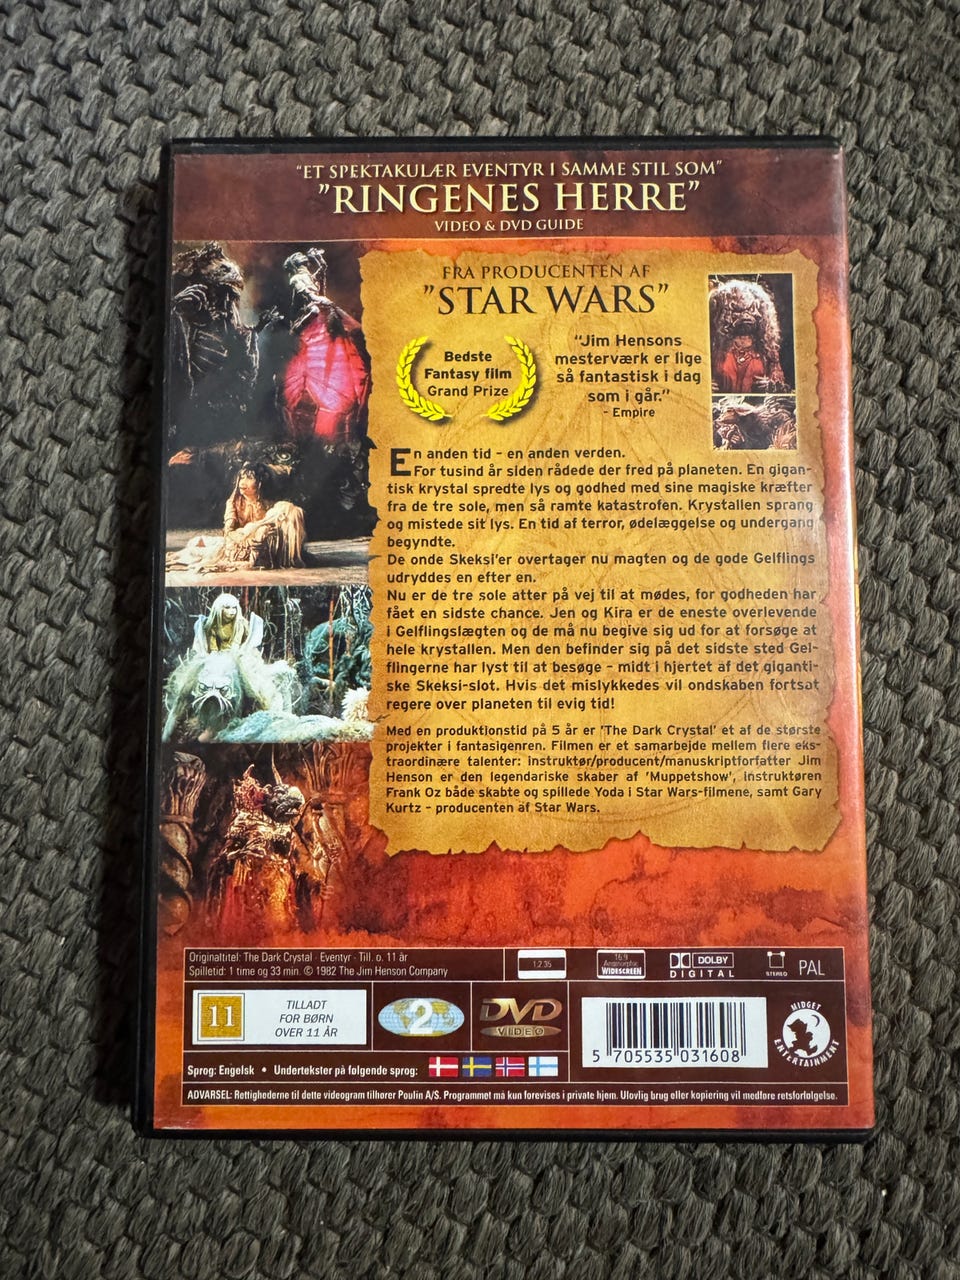 “ET SPEKTAKULÆR EVENTYR I SAMME STIL SOM”
”RINGENES HERRE”
VIDEO & DVD GUIDE
FRA PRODUCENTEN AF
”STAR WARS”
Bedste
Fantasy film
Grand Prize
“Jim Hensons
mesterværk er lige
så fantastisk i dag
som i går.”
- Empire
En anden tid - en anden verden.
For tusind år siden rådede der fred på planeten. En gigan-
tisk krystal spredte lys og godhed med sine magiske kræfter
fra de tre sole, men så ramte katastrofen. Krystallen sprang
og mistede sit lys. En tid af terror, ødelæggelse og undergang
begyndte.
De onde Skeksi’er overtager nu magten og de gode Gelflings
udryddes en efter en.
Nu er de tre sole atter på vej til at mødes, for godheden har
fået en sidste chance. Jen og Kira er de eneste overlevende
i Gelflingslægten og de må nu begive sig ud for at forsøge at
hele krystallen. Men den befinder sig på det sidste sted Gel-
flingerne har lyst til at besøge – midt i hjertet af det giganti-
ske Skeksi-slot. Hvis det mislykkedes vil ondskaben fortsat
regere over planeten til evig tid!
Med en produktionstid på 5 år er ’The Dark Crystal’ et af de største
projekter i fantasigenren. Filmen er et samarbejde mellem flere eks-
traordinære talenter: instruktør/producent/manuskriptforfatter Jim
Henson er den legendariske skaber af ’Muppetshow’, instruktøren
Frank Oz både skabte og spillede Yoda i Star Wars-filmene, samt Gary
Kurtz – producenten af Star Wars.
Originaltitel: The Dark Crystal · Eventyr · Till. o. 11 år
Spilletid: 1 time og 33 min. © 1982 The Jim Henson Company
1:2.35
16:9
Anamorphic
WIDESCREEN
DOLBY
DIGITAL
STEREO
PAL
11
TILLADT
FOR BØRN
OVER 11 ÅR
2
DVD
VIDEO
5 705535 031608
MIDGET
ENTERTAINMENT
Sprog: Engelsk • Undertekster på følgende sprog:
ADVARSEL: Rettighederne til dette videogram tilhører Poulin A/S. Programmet må kun forevises i private hjem. Ulovlig brug eller kopiering vil medføre retsforfølgelse.